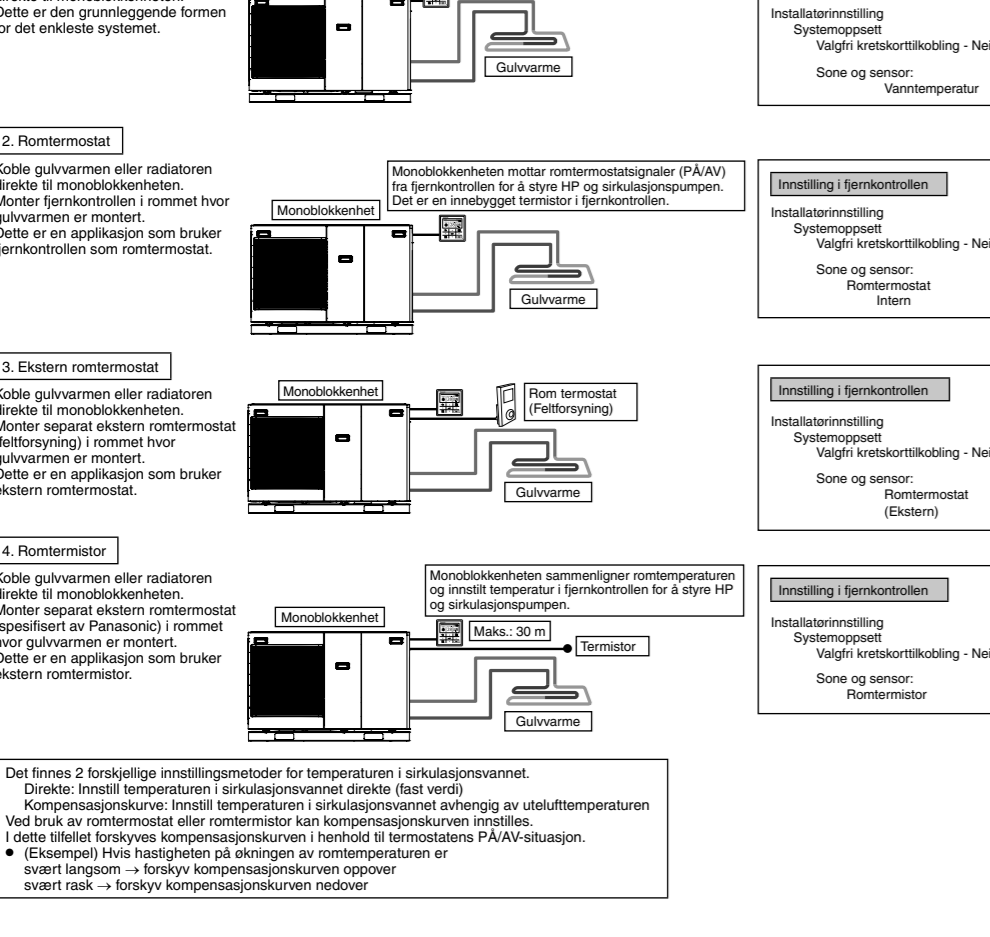 direkte til monoblokkenheten.
Dette er den grunnleggende formen
or det enkleste systemet.
Gulvvarme
Installatørinnstilling
Systemoppsett
Valgfri kretskorttilkobling - Nei
Sone og sensor:
Vanntemperatur
2. Romtermostat
Koble gulvvarmen eller radiatoren
direkte til monoblokkenheten.
Monter fjernkontrollen i rommet hvor
gulvvarmen er montert.
Dette er en applikasjon som bruker
fjernkontrollen som romtermostat.
Monoblokkenhet
Monoblokkenheten mottar romtermostatsignaler (PÅ/AV)
fra fjernkontrollen for å styre HP og sirkulasjonspumpen.
Det er en innebygget termistor i fjernkontrollen.
Gulvvarme
Innstilling i fjernkontrollen
Installatørinnstilling
Systemoppsett
Valgfri kretskorttilkobling - Nei
Sone og sensor:
Romtermostat
Intern
3. Ekstern romtermostat
Koble gulvvarmen eller radiatoren
direkte til monoblokkenheten.
Monter separat ekstern romtermostat
(feltforsyning) i rommet hvor
gulvvarmen er montert.
Dette er en applikasjon som bruker
ekstern romtermostat.
Monoblokkenhet
Rom termostat
(Feltforsyning)
Gulvvarme
Innstilling i fjernkontrollen
Installatørinnstilling
Systemoppsett
Valgfri kretskorttilkobling - Nei
Sone og sensor:
Romtermostat
(Ekstern)
4. Romtermistor
Koble gulvvarmen eller radiatoren
direkte til monoblokkenheten.
Monter separat ekstern romtermostat
(spesifisert av Panasonic) i rommet
hvor gulvvarmen er montert.
Dette er en applikasjon som bruker
ekstern romtermistor.
Monoblokkenhet
Monoblokkenheten sammenligner romtemperaturen
og innstilt temperatur i fjernkontrollen for å styre HP
og sirkulasjonspumpen.
Maks.: 30 m
Termistor
Gulvvarme
Innstilling i fjernkontrollen
Installatørinnstilling
Systemoppsett
Valgfri kretskorttilkobling - Nei
Sone og sensor:
Romtermistor
Det finnes 2 forskjellige innstillingsmetoder for temperaturen i sirkulasjonsvannet.
Direkte: Innstill temperaturen i sirkulasjonsvannet direkte (fast verdi)
Kompensasjonskurve: Innstill temperaturen i sirkulasjonsvannet avhengig av utelufttemperaturen
Ved bruk av romtermostat eller romtermistor kan kompensasjonskurven innstilles.
I dette tilfellet forskyves kompensasjonskurven i henhold til termostatens PÅ/AV-situasjon.
● (Eksempel) Hvis hastigheten på økningen av romtemperaturen er
svært langsom → forskyv kompensasjonskurven oppover
svært rask → forskyv kompensasjonskurven nedover